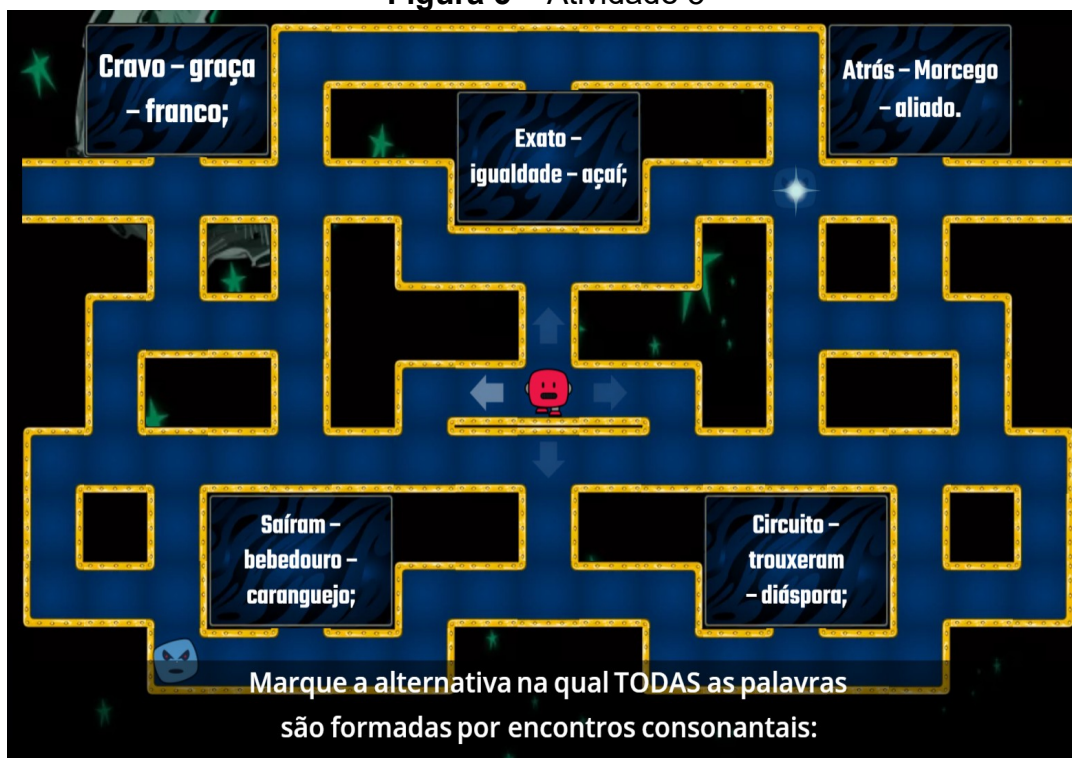 Cravo – graça
– franco;
Atrás – Morcego
– aliado.
Exato –
igualdade – açaí;
Saíram –
bebedouro –
caranguejo;
Circuito –
trouxeram
– diáspora;
Marque a alternativa na qual TODAS as palavras
são formadas por encontros consonantais: